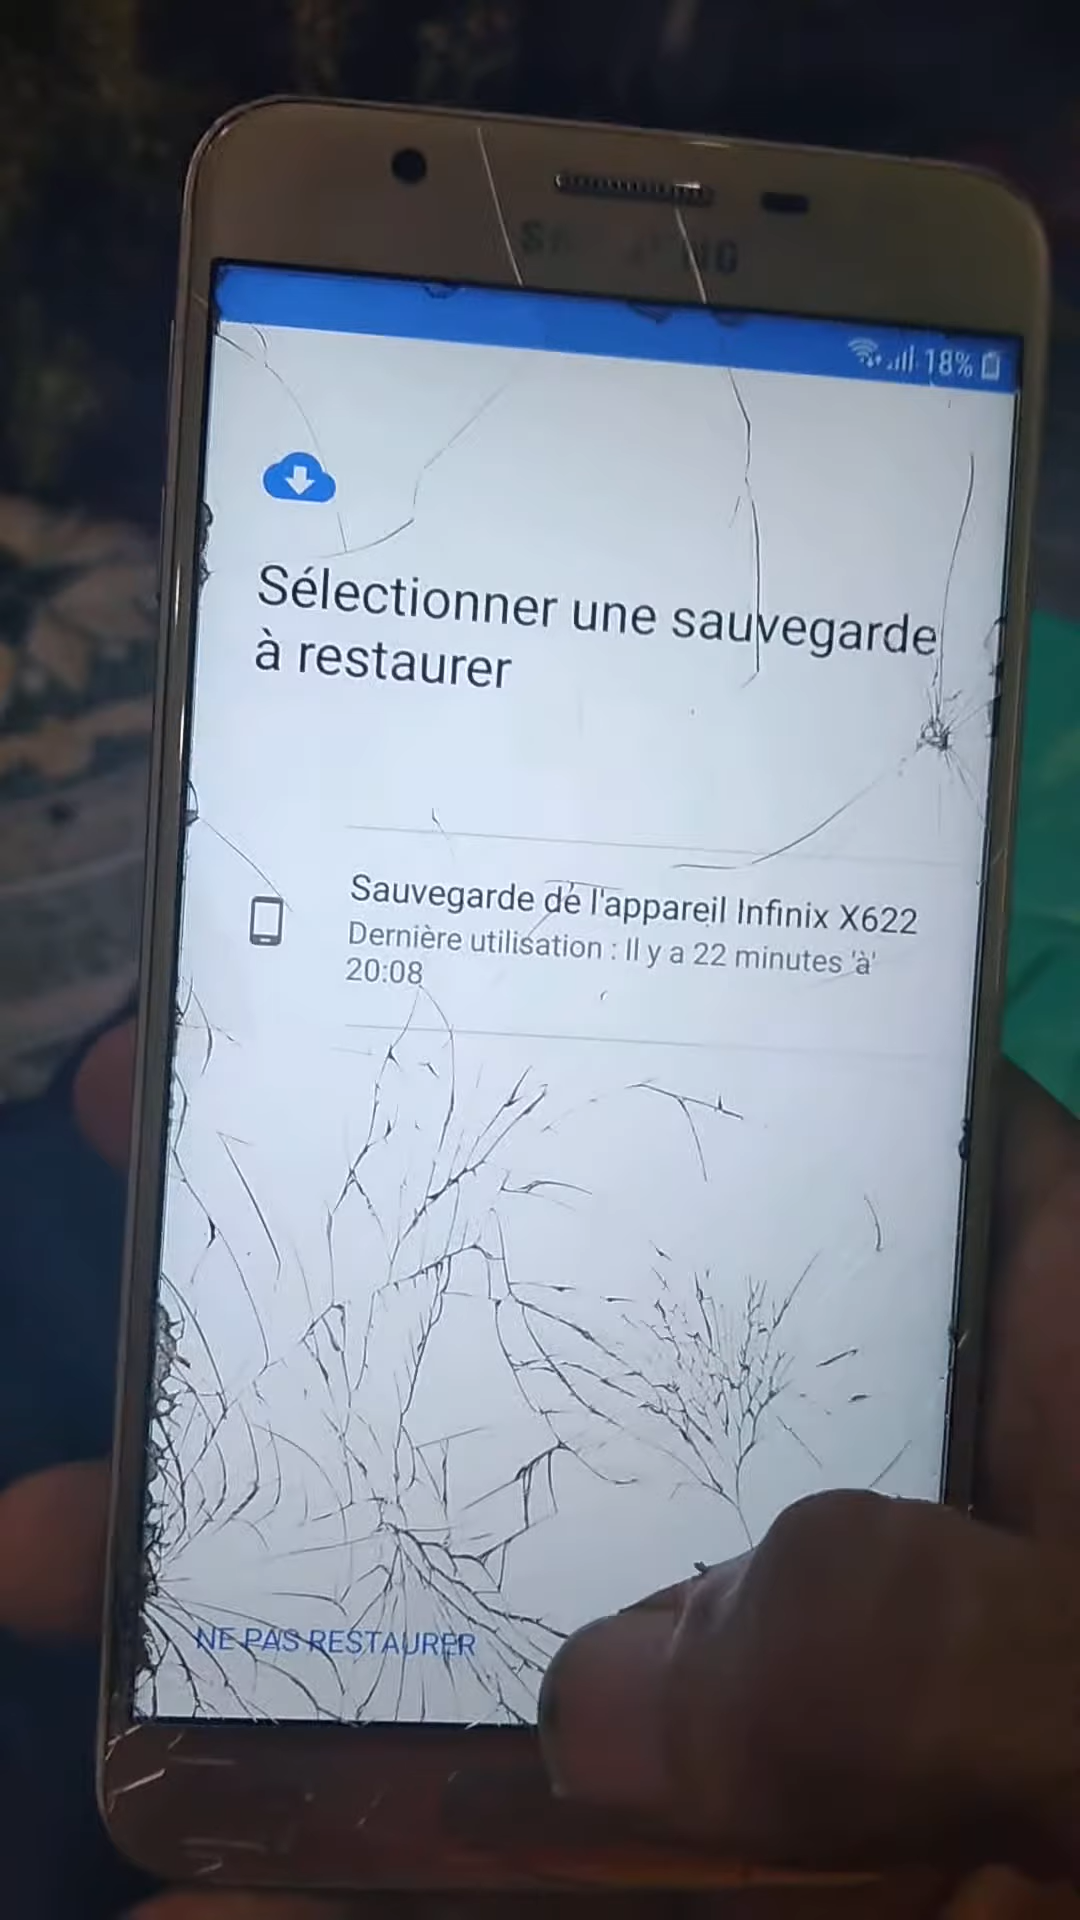 18%
Sélectionner une sauvegarde
à restaurer
Sauvegarde de l'appareil Infinix X622
Dernière utilisation : Il y a 22 minutes 'à'
20:08
NE PAS RESTAURER